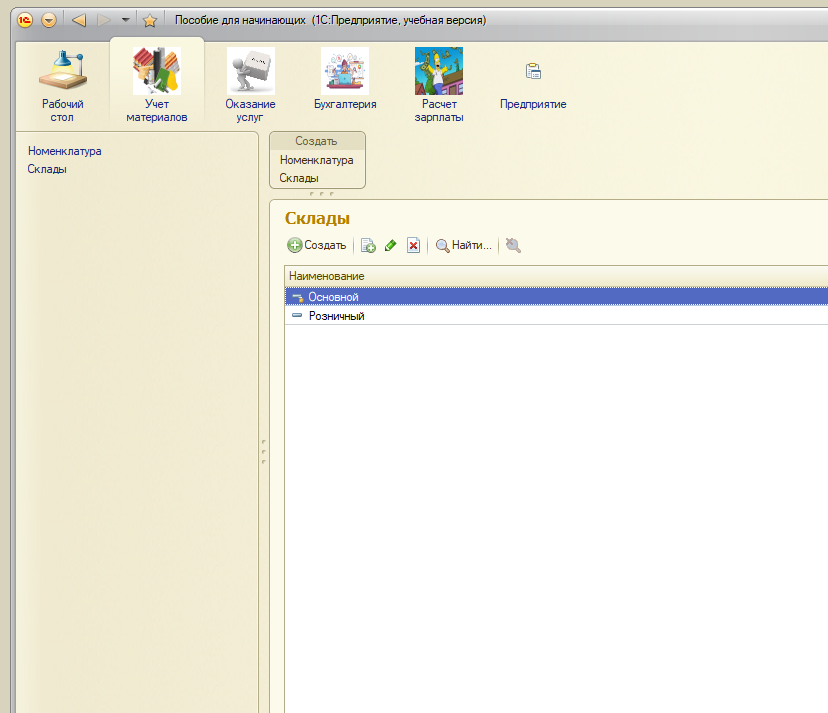 1С
Пособие для начинающих (1С:Предприятие, учебная версия)
Рабочий
стол
Учет
материалов
Оказание
услуг
Бухгалтерия
Расчет
зарплаты
Предприятие
Номенклатура
Склады
Создать
Номенклатура
Склады
Склады
Создать
Найти...
Наименование
Основной
Розничный